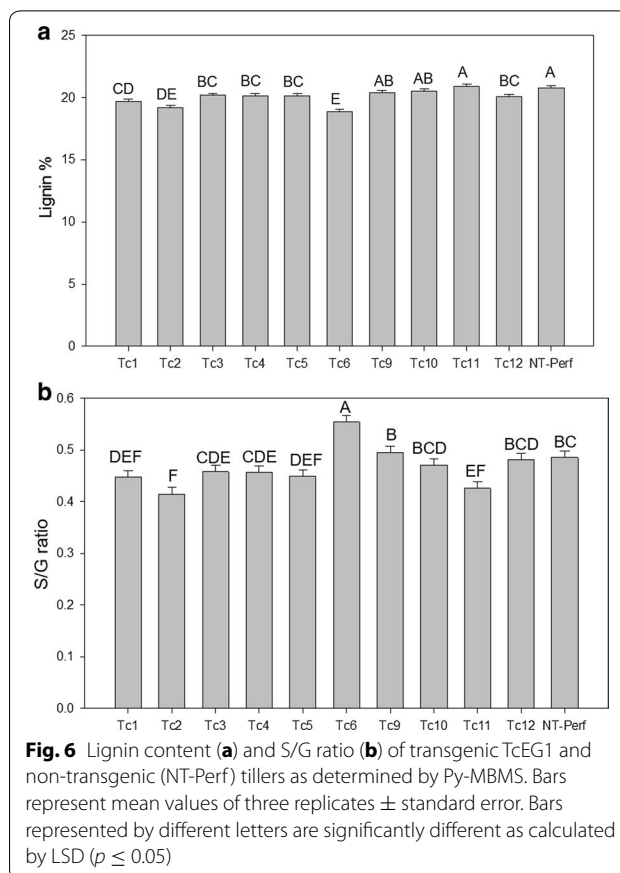 a
25
20
15
10
5
0
Lignin %
CD DE BC BC BC E AB AB A BC A
Tc1 Tc2 Tc3 Tc4 Tc5 Tc6 Tc9 Tc10 Tc11 Tc12 NT-Perf
b
0.6
0.5
0.4
0.3
0.2
0.1
0.0
S/G ratio
DEF F CDE CDE DEF A B BCD EF BCD BC
Tc1 Tc2 Tc3 Tc4 Tc5 Tc6 Tc9 Tc10 Tc11 Tc12 NT-Perf
Fig. 6 Lignin content (a) and S/G ratio (b) of transgenic TcEG1 and
non-transgenic (NT-Perf) tillers as determined by Py-MBMS. Bars
represent mean values of three replicates ± standard error. Bars
represented by different letters are significantly different as calculated
by LSD (p ≤ 0.05)